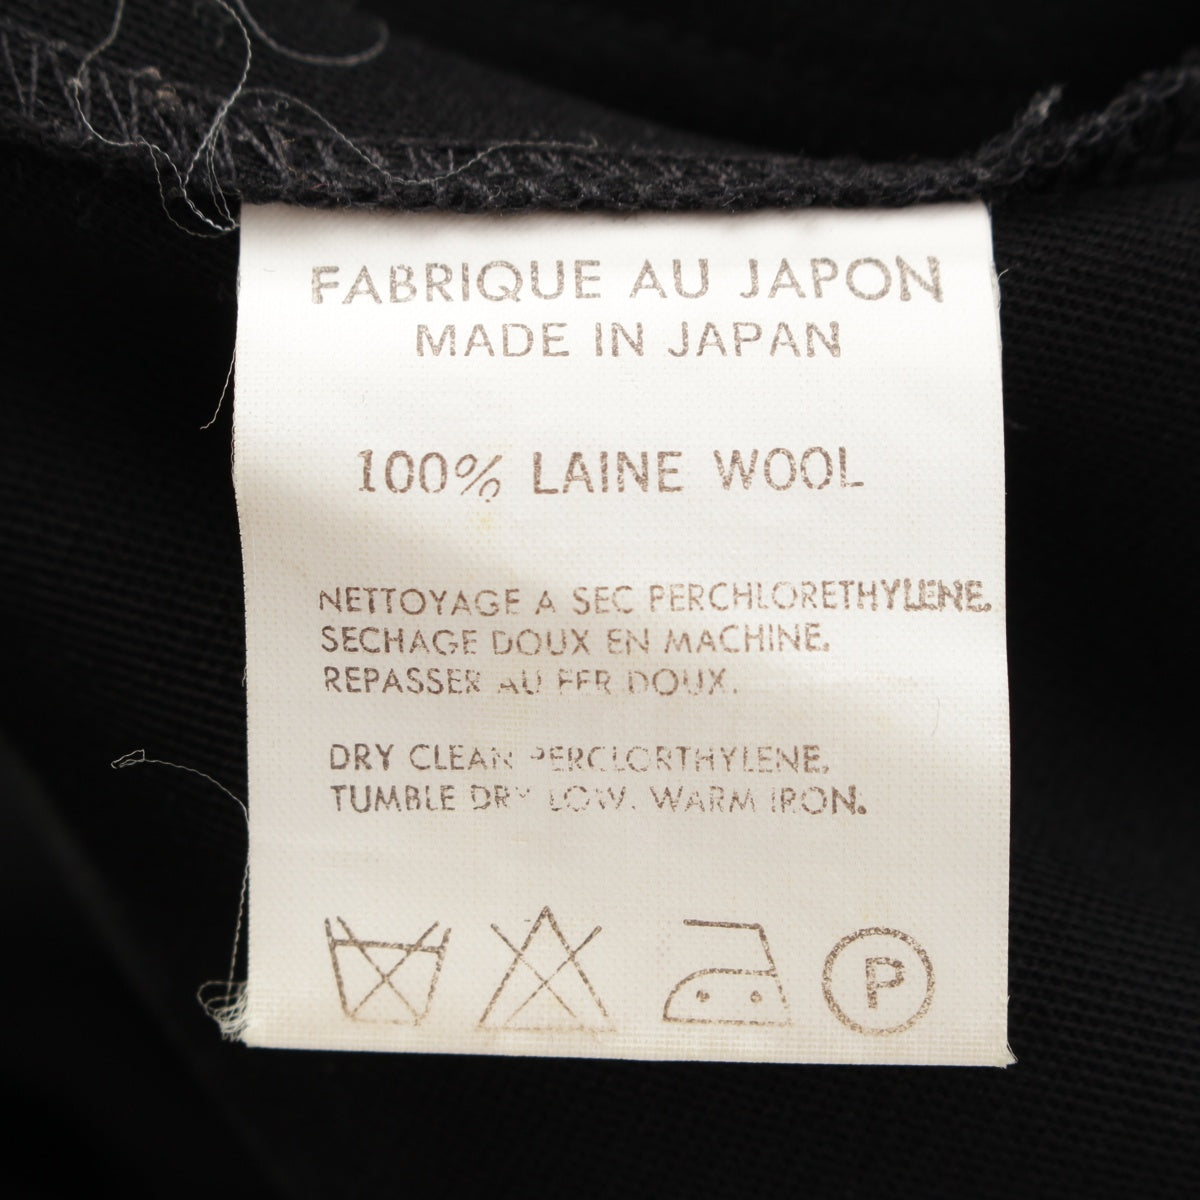 FABRIQUE AU JAPON
MADE IN JAPAN
100% LAINE WOOL
NETTOYAGE A SEC PERCHLORETHYLENE.
SECHAGE DOUX EN MACHINE.
REPASSER AU FER DOUX.
DRY CLEAN PERCLORTHYLENE.
TUMBLE DRY LOW. WARM IRON.
P